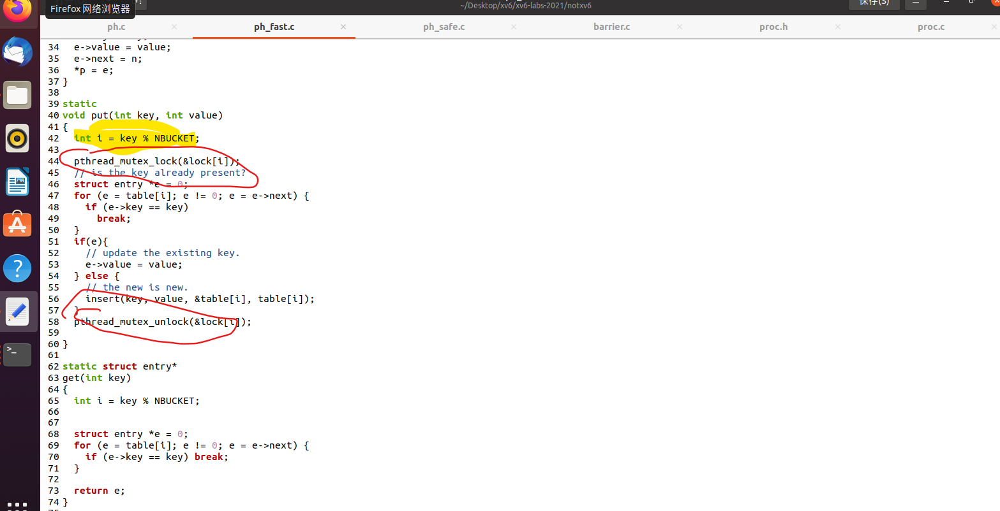 Firefox 网络浏览器
保存(S)
~/Desktop/xv6/xv6-labs-2021/notxv6
ph.c
ph_fast.c
ph_safe.c
barrier.c
proc.h
proc.c
34 e->value = value;
35 e->next = n;
36 *p = e;
37 }
38
39 static
40 void put(int key, int value)
41 {
42 int i = key % NBUCKET;
43
44 pthread_mutex_lock(&lock[i]);
45 // is the key already present?
46 struct entry *e = 0;
47 for (e = table[i]; e != 0; e = e->next) {
48 if (e->key == key)
49 break;
50 }
51 if(e){
52 // update the existing key.
53 e->value = value;
54 } else {
55 // the new is new.
56 insert(key, value, &table[i], table[i]);
57 }
58 pthread_mutex_unlock(&lock[i]);
59
60 }
61
62 static struct entry*
63 get(int key)
64 {
65 int i = key % NBUCKET;
66
67
68 struct entry *e = 0;
69 for (e = table[i]; e != 0; e = e->next) {
70 if (e->key == key) break;
71 }
72
73 return e;
74 }